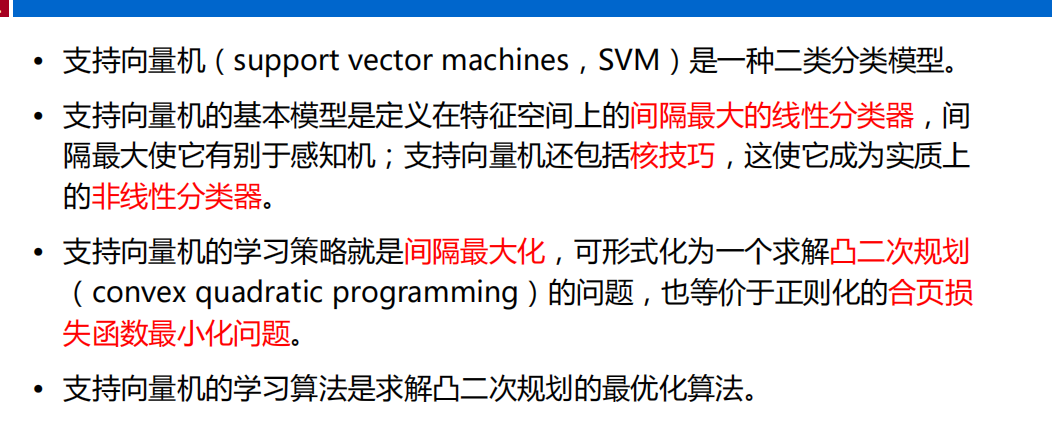 • 支持向量机（support vector machines，SVM）是一种二类分类模型。
• 支持向量机的基本模型是定义在特征空间上的间隔最大的线性分类器，间
隔最大使它有别于感知机；支持向量机还包括核技巧，这使它成为实质上
的非线性分类器。
• 支持向量机的学习策略就是间隔最大化，可形式化为一个求解凸二次规划
（convex quadratic programming）的问题，也等价于正则化的合页损
失函数最小化问题。
• 支持向量机的学习算法是求解凸二次规划的最优化算法。